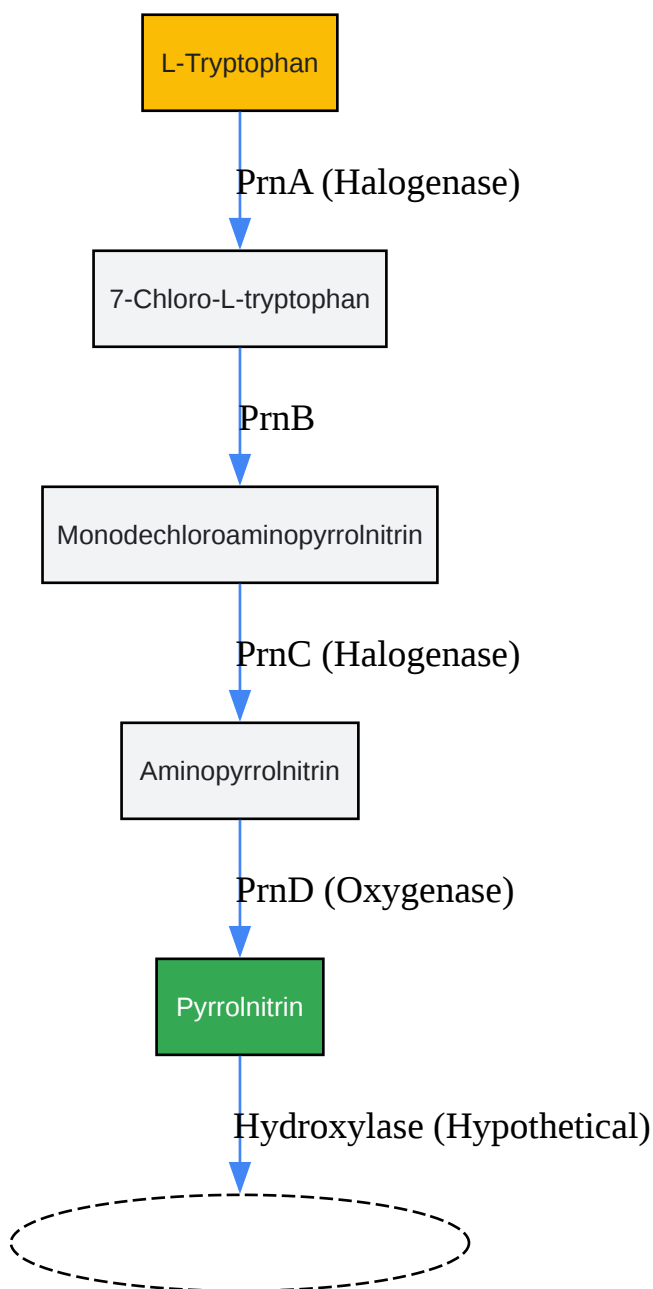 L-Tryptophan
PrnA (Halogenase)
7-Chloro-L-tryptophan
PrnB
Monodechloroaminopyrrolnitrin
PrnC (Halogenase)
Aminopyrrolnitrin
PrnD (Oxygenase)
Pyrrolnitrin
Hydroxylase (Hypothetical)